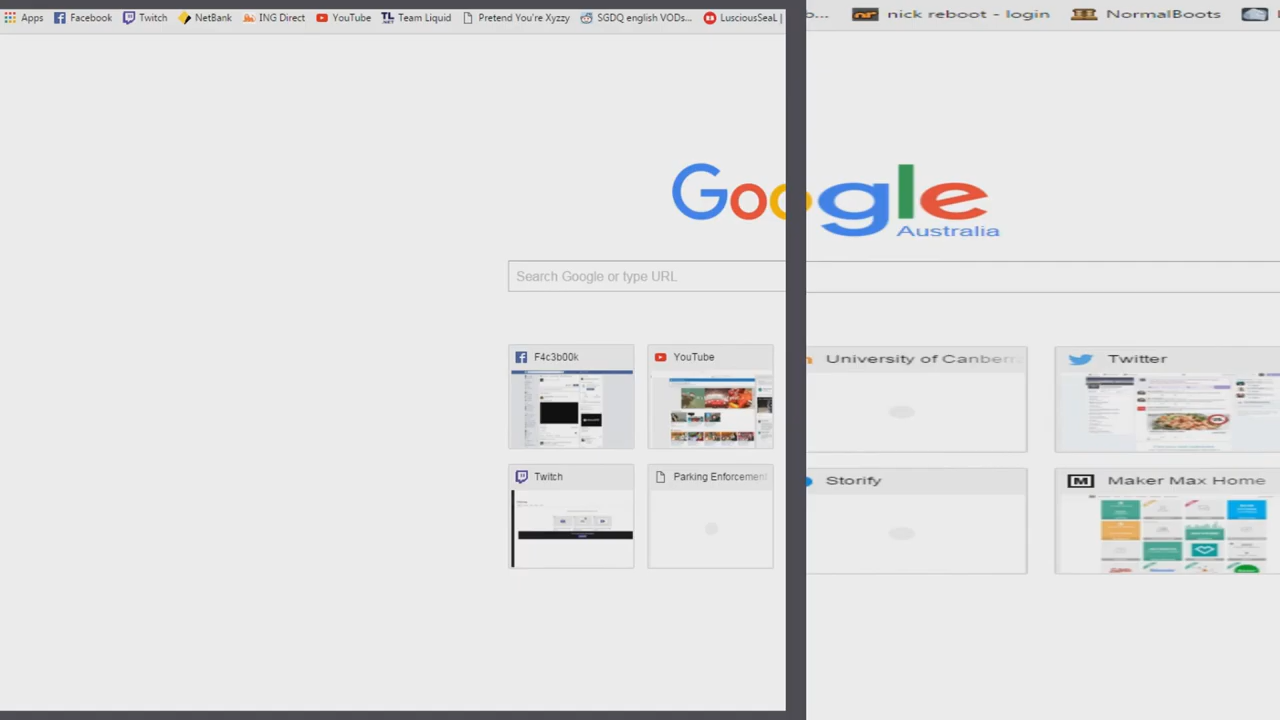 Apps Facebook Twitch NetBank ING Direct YouTube Team Liquid Pretend You're Xyzzy SGDQ english VODs... LusciousSeaL | ... nick reboot - login NormalBoots
Google
Australia
Search Google or type URL
F4c3b00k YouTube University of Canberr Twitter
Twitch Parking Enforcement Storify Maker Max Home